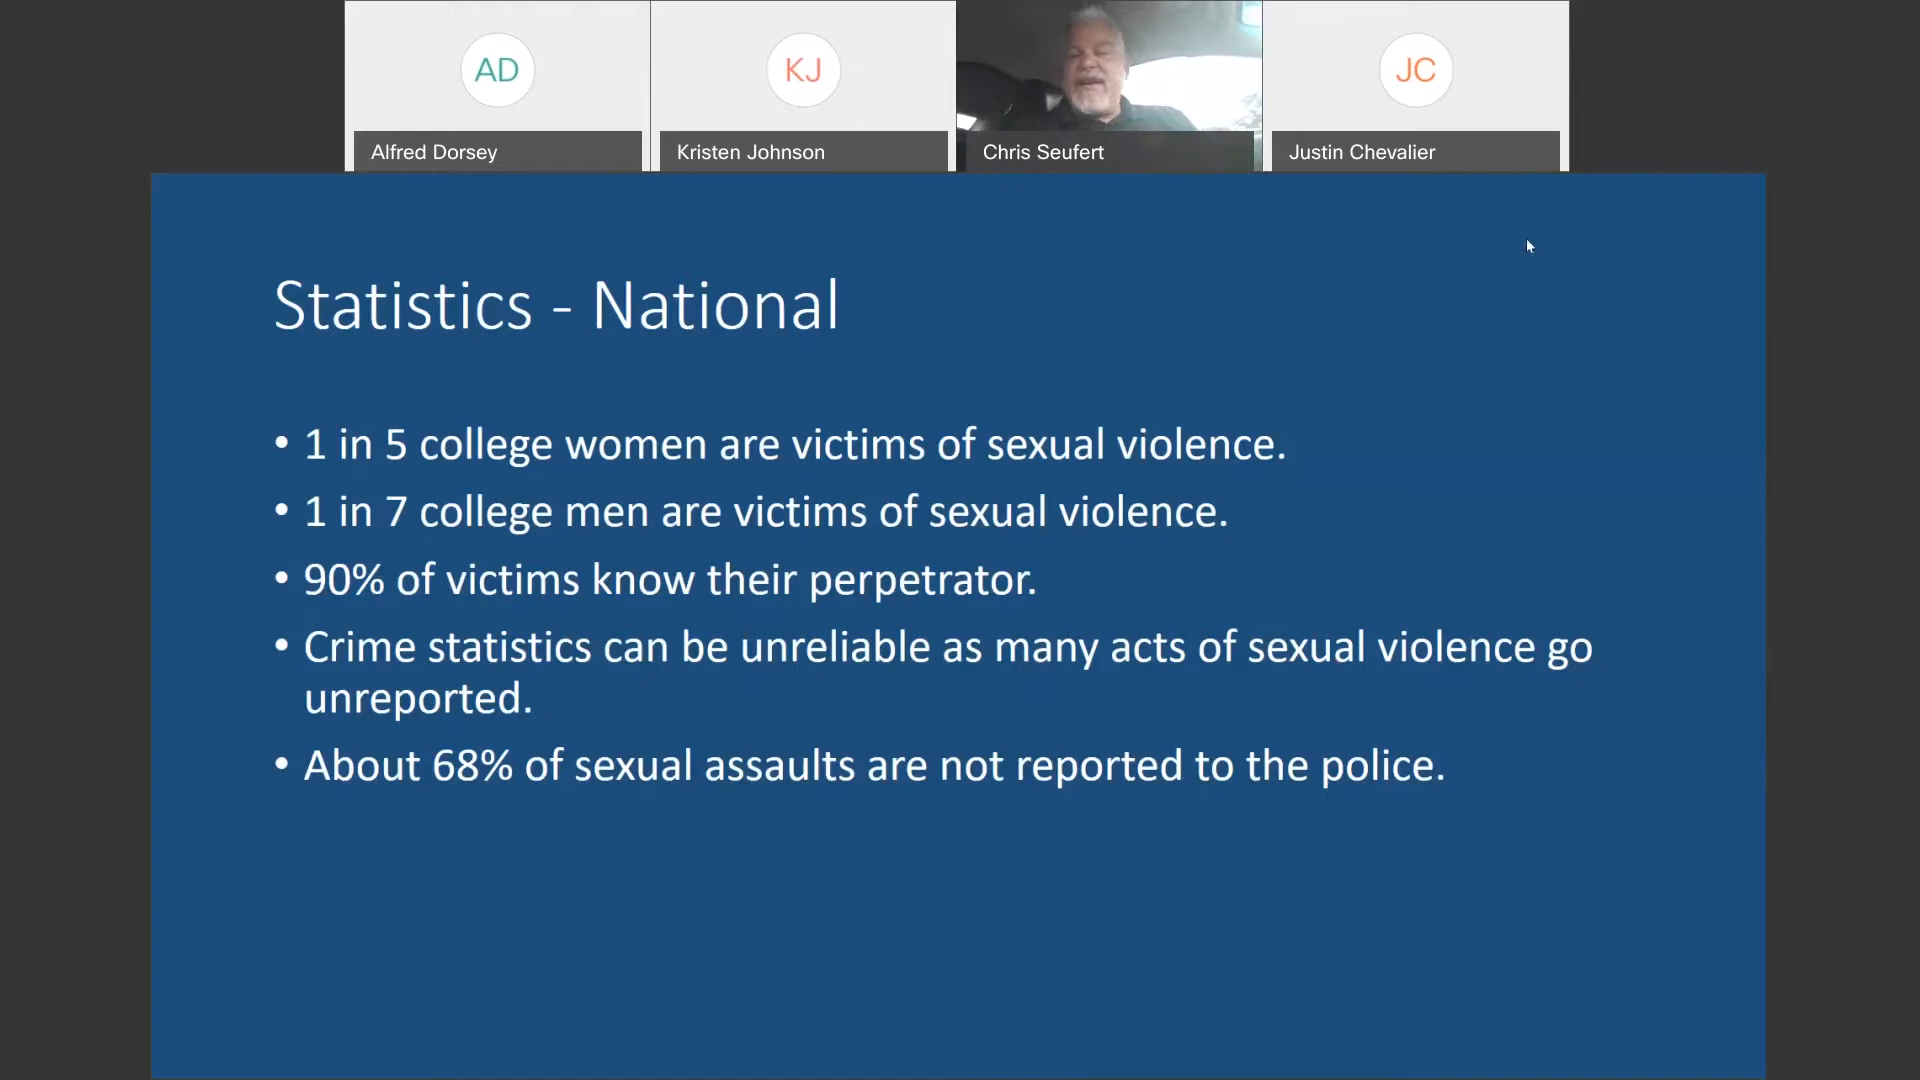 AD
KJ
JC
Alfred Dorsey
Kristen Johnson
Chris Seufert
Justin Chevalier
Statistics - National
• 1 in 5 college women are victims of sexual violence.
• 1 in 7 college men are victims of sexual violence.
• 90% of victims know their perpetrator.
• Crime statistics can be unreliable as many acts of sexual violence go
unreported.
• About 68% of sexual assaults are not reported to the police.